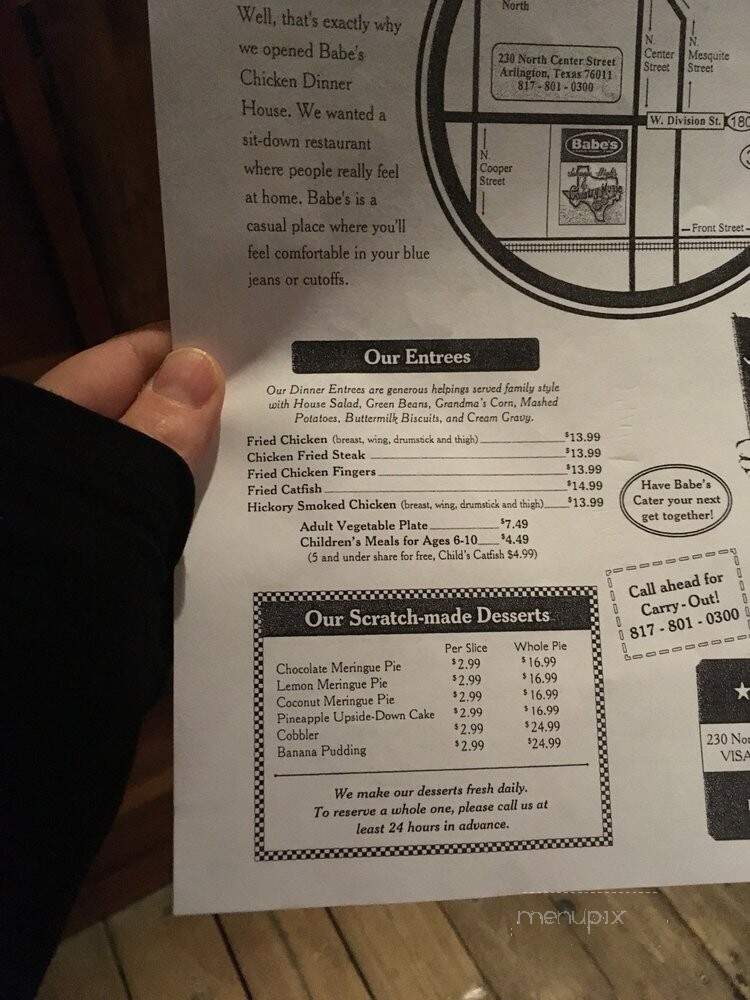 Well, that's exactly why
we opened Babe's
Chicken Dinner
House. We wanted a
sit-down restaurant
where people really feel
at home. Babe's is a
casual place where you'll
feel comfortable in your blue
jeans or cutoffs.
North
230 North Center Street
Arlington, Texas 76011
817 - 801 - 0300
N.
Center
Street
N.
Mesquite
Street
W. Division St.
180
N.
Cooper
Street
Babe's
Front Street
Our Entrees
Our Dinner Entrees are generous helpings served family style
with House Salad, Green Beans, Grandma's Corn, Mashed
Potatoes, Buttermilk Biscuits, and Cream Gravy.
Fried Chicken (breast, wing, drumstick and thigh) $13.99
Chicken Fried Steak $13.99
Fried Chicken Fingers $13.99
Fried Catfish $14.99
Hickory Smoked Chicken (breast, wing, drumstick and thigh) $13.99
Adult Vegetable Plate $7.49
Children's Meals for Ages 6-10 $4.49
(5 and under share for free, Child's Catfish $4.99)
Have Babe's
Cater your next
get together!
Call ahead for
Carry-Out!
817 - 801 - 0300
Our Scratch-made Desserts
Per Slice Whole Pie
Chocolate Meringue Pie $2.99 $16.99
Lemon Meringue Pie $2.99 $16.99
Coconut Meringue Pie $2.99 $16.99
Pineapple Upside-Down Cake $2.99 $16.99
Cobbler $2.99 $24.99
Banana Pudding $2.99 $24.99
We make our desserts fresh daily.
To reserve a whole one, please call us at
least 24 hours in advance.
230 Nor
VISA
menupix